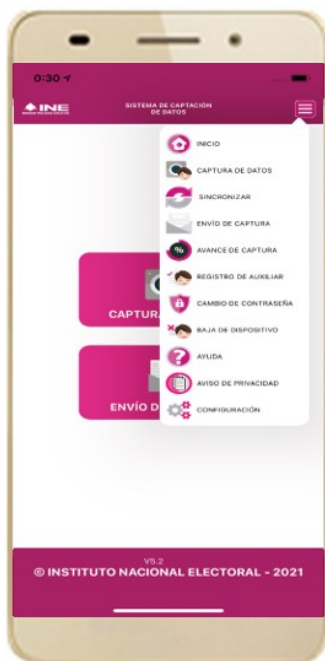 0:30
INE
SISTEMA DE CAPTACIÓN
DE DATOS
INICIO
CAPTURA DE DATOS
SINCRONIZAR
ENVÍO DE CAPTURA
%
AVANCE DE CAPTURA
REGISTRO DE AUXILIAR
CAMBIO DE CONTRASEÑA
BAJA DE DISPOSITIVO
?
AYUDA
AVISO DE PRIVACIDAD
CONFIGURACIÓN
CAPTUR
ENVÍO D
V5.2
© INSTITUTO NACIONAL ELECTORAL - 2021